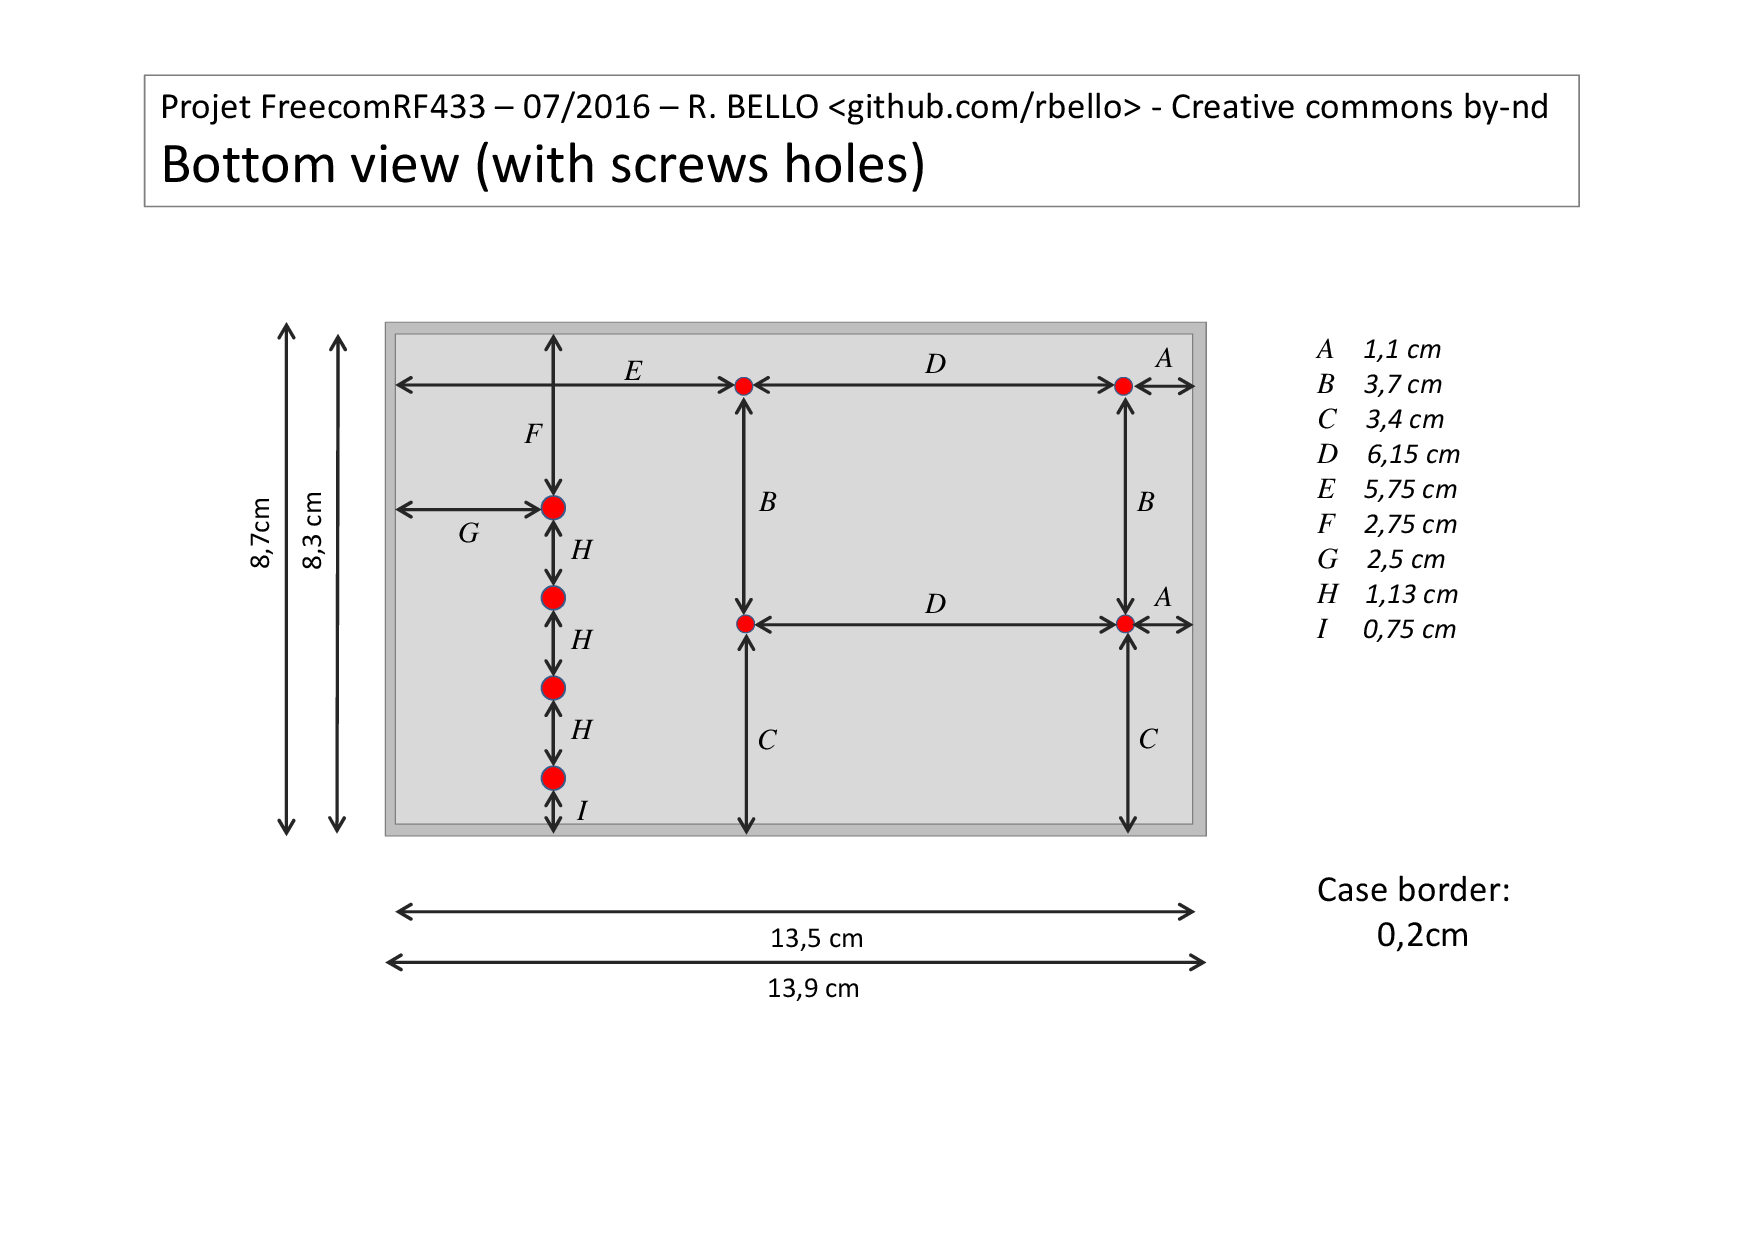 Projet FreecomRF433 – 07/2016 – R. BELLO <github.com/rbello> - Creative commons by-nd
Bottom view (with screws holes)
8,7cm
8,3 cm
E
D
A
F
B
B
G
H
D
A
H
H
C
C
I
A 1,1 cm
B 3,7 cm
C 3,4 cm
D 6,15 cm
E 5,75 cm
F 2,75 cm
G 2,5 cm
H 1,13 cm
I 0,75 cm
Case border:
0,2cm
13,5 cm
13,9 cm